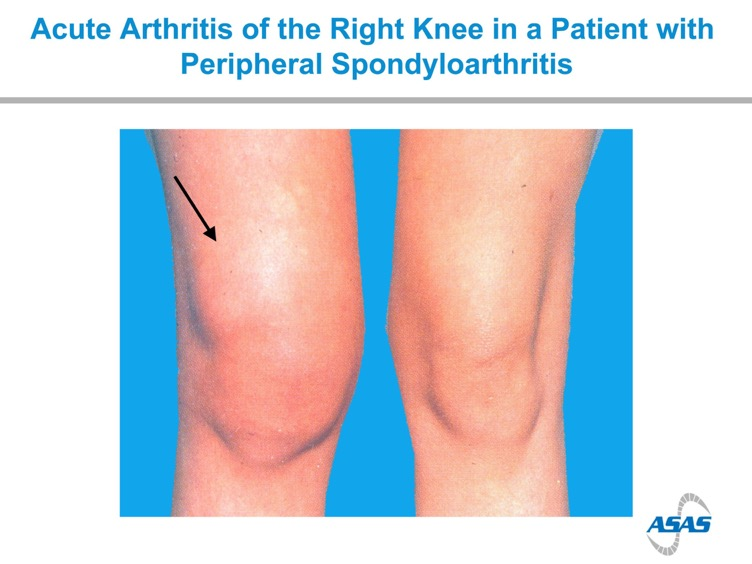 Acute Arthritis of the Right Knee in a Patient with
Peripheral Spondyloarthritis
ASAS